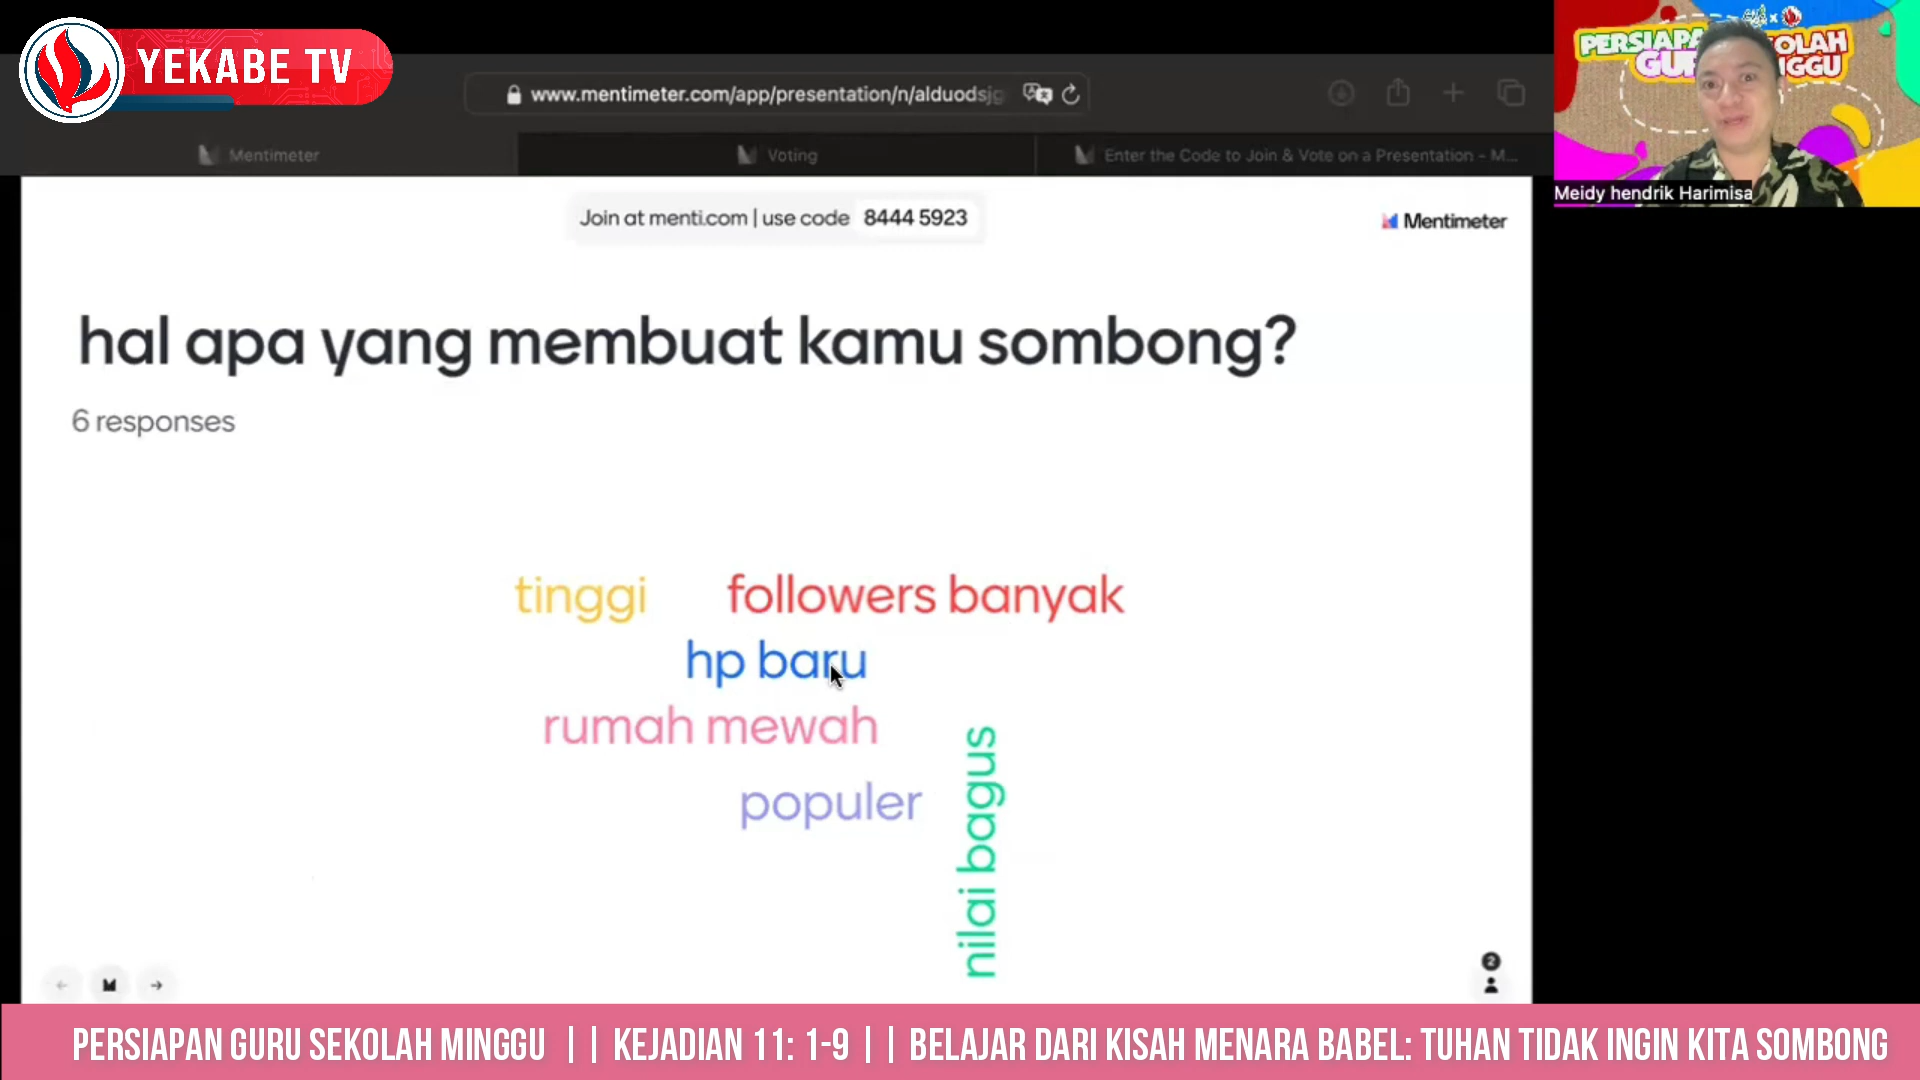 YEKABE TV
www.mentimeter.com/app/presentation/n/alduodsjg
Mentimeter
Voting
Enter the Code to Join & Vote on a Presentation - M...
Join at menti.com | use code 8444 5923
Mentimeter
hal apa yang membuat kamu sombong?
6 responses
tinggi
followers banyak
hp baru
rumah mewah
populer
nilai bagus
2
Meidy hendrik Harimisa
PERSIAPAN GURU SEKOLAH MINGGU || KEJADIAN 11: 1-9 || BELAJAR DARI KISAH MENARA BABEL: TUHAN TIDAK INGIN KITA SOMBONG